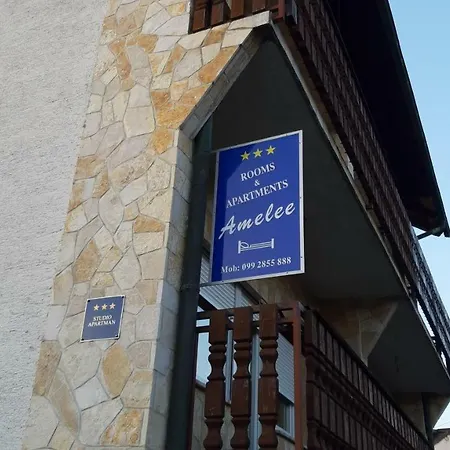 ROOMS
&
APARTMENTS
Amelee
Mob: 099 2855 888
STUDIO
APARTMAN